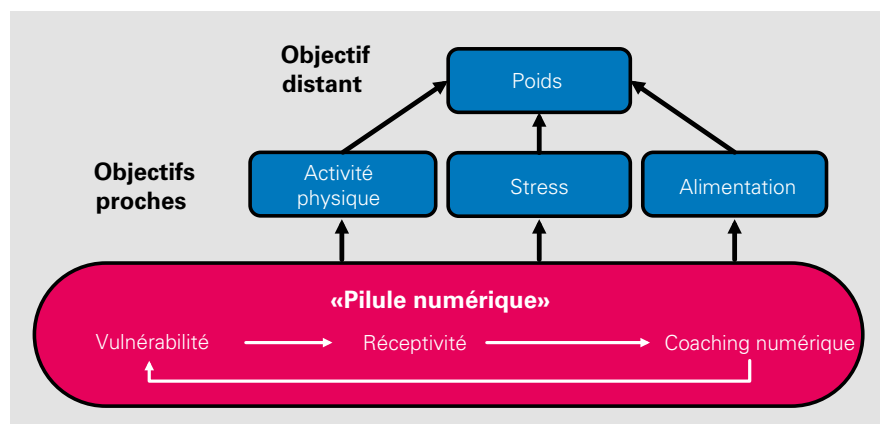 Objectif
distant
Poids
Objectifs
proches
Activité
physique
Stress
Alimentation
«Pilule numérique»
Vulnérabilité
Réceptivité
Coaching numérique